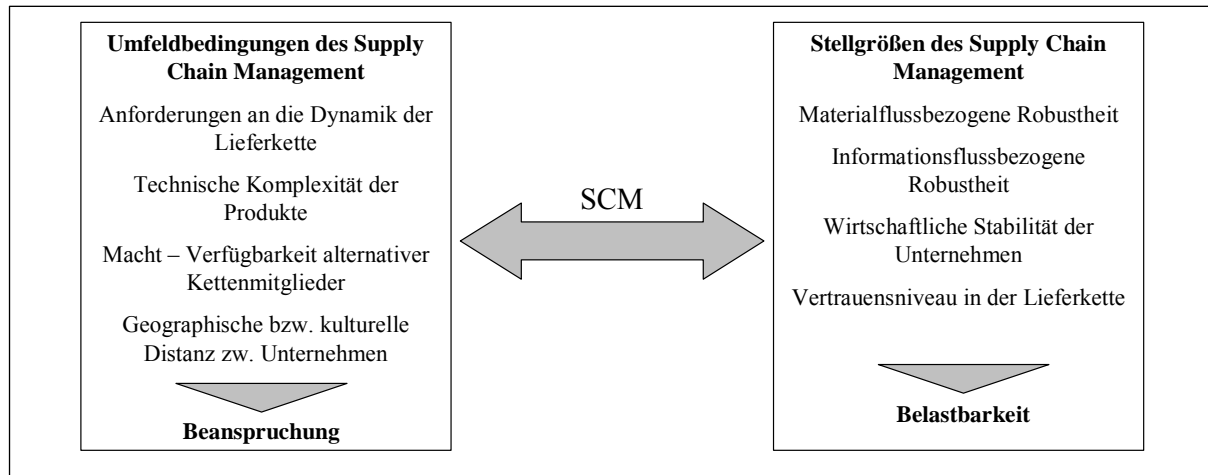 Umfeldbedingungen des Supply
Chain Management
Anforderungen an die Dynamik der
Lieferkette
Technische Komplexität der
Produkte
Macht – Verfügbarkeit alternativer
Kettenmitglieder
Geographische bzw. kulturelle
Distanz zw. Unternehmen
Beanspruchung
SCM
Stellgrößen des Supply Chain
Management
Materialflussbezogene Robustheit
Informationsflussbezogene
Robustheit
Wirtschaftliche Stabilität der
Unternehmen
Vertrauensniveau in der Lieferkette
Belastbarkeit